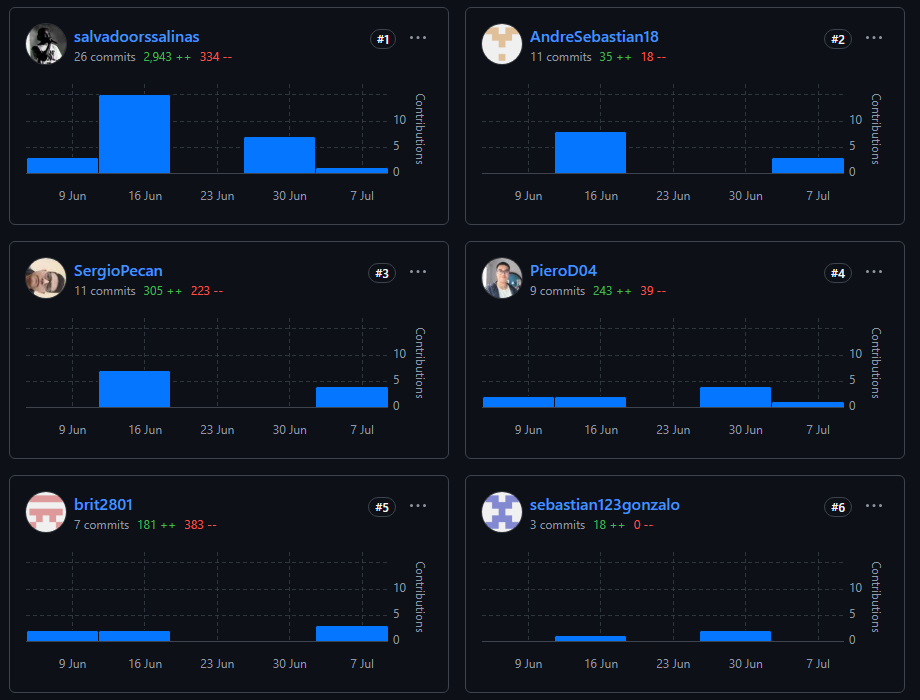 salvadoorssalinas #1 ···
26 commits 2,943 ++ 334 --
Contributions
10
5
0
9 Jun 16 Jun 23 Jun 30 Jun 7 Jul
AndreSebastian18 #2 ···
11 commits 35 ++ 18 --
Contributions
10
5
0
9 Jun 16 Jun 23 Jun 30 Jun 7 Jul
SergioPecan #3 ···
11 commits 305 ++ 223 --
Contributions
10
5
0
9 Jun 16 Jun 23 Jun 30 Jun 7 Jul
PieroD04 #4 ···
9 commits 243 ++ 39 --
Contributions
10
5
0
9 Jun 16 Jun 23 Jun 30 Jun 7 Jul
brit2801 #5 ···
7 commits 181 ++ 383 --
Contributions
10
5
0
9 Jun 16 Jun 23 Jun 30 Jun 7 Jul
sebastian123gonzalo #6 ···
3 commits 18 ++ 0 --
Contributions
10
5
0
9 Jun 16 Jun 23 Jun 30 Jun 7 Jul